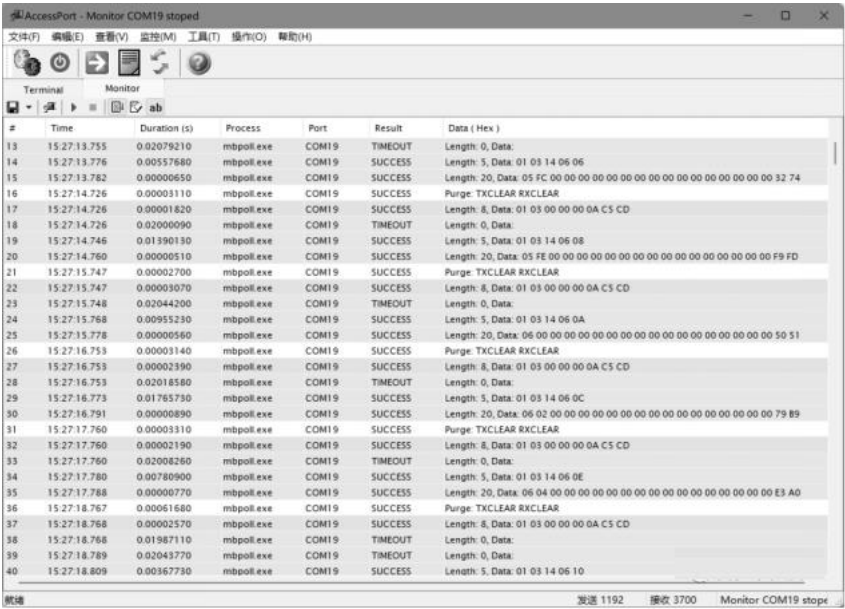 AccessPort - Monitor COM19 stoped
文件(F) 编辑(E) 查看(V) 监控(M) 工具(T) 操作(O) 帮助(H)
Terminal Monitor
ab
# Time Duration (s) Process Port Result Data ( Hex )
13 15:27:13.755 0.02079210 mbpoll.exe COM19 TIMEOUT Length: 0, Data:
14 15:27:13.776 0.00557680 mbpoll.exe COM19 SUCCESS Length: 5, Data: 01 03 14 06 06
15 15:27:13.782 0.00000650 mbpoll.exe COM19 SUCCESS Length: 20, Data: 05 FC 00 00 00 00 00 00 00 00 00 00 00 00 00 00 00 00 32 74
16 15:27:14.726 0.00003110 mbpoll.exe COM19 SUCCESS Purge: TXCLEAR RXCLEAR
17 15:27:14.726 0.00001820 mbpoll.exe COM19 SUCCESS Length: 8, Data: 01 03 00 00 00 0A C5 CD
18 15:27:14.726 0.02000090 mbpoll.exe COM19 TIMEOUT Length: 0, Data:
19 15:27:14.746 0.01390130 mbpoll.exe COM19 SUCCESS Length: 5, Data: 01 03 14 06 08
20 15:27:14.760 0.00000510 mbpoll.exe COM19 SUCCESS Length: 20, Data: 05 FE 00 00 00 00 00 00 00 00 00 00 00 00 00 00 00 00 F9 FD
21 15:27:15.747 0.00002700 mbpoll.exe COM19 SUCCESS Purge: TXCLEAR RXCLEAR
22 15:27:15.747 0.00003070 mbpoll.exe COM19 SUCCESS Length: 8, Data: 01 03 00 00 00 0A C5 CD
23 15:27:15.748 0.02044200 mbpoll.exe COM19 TIMEOUT Length: 0, Data:
24 15:27:15.768 0.00955230 mbpoll.exe COM19 SUCCESS Length: 5, Data: 01 03 14 06 0A
25 15:27:15.778 0.00000560 mbpoll.exe COM19 SUCCESS Length: 20, Data: 06 00 00 00 00 00 00 00 00 00 00 00 00 00 00 00 00 00 50 51
26 15:27:16.753 0.00003140 mbpoll.exe COM19 SUCCESS Purge: TXCLEAR RXCLEAR
27 15:27:16.753 0.00002390 mbpoll.exe COM19 SUCCESS Length: 8, Data: 01 03 00 00 00 0A C5 CD
28 15:27:16.753 0.02018580 mbpoll.exe COM19 TIMEOUT Length: 0, Data:
29 15:27:16.773 0.01765730 mbpoll.exe COM19 SUCCESS Length: 5, Data: 01 03 14 06 0C
30 15:27:16.791 0.00000890 mbpoll.exe COM19 SUCCESS Length: 20, Data: 06 02 00 00 00 00 00 00 00 00 00 00 00 00 00 00 00 00 79 B9
31 15:27:17.760 0.00003310 mbpoll.exe COM19 SUCCESS Purge: TXCLEAR RXCLEAR
32 15:27:17.760 0.00002190 mbpoll.exe COM19 SUCCESS Length: 8, Data: 01 03 00 00 00 0A C5 CD
33 15:27:17.760 0.02008260 mbpoll.exe COM19 TIMEOUT Length: 0, Data:
34 15:27:17.780 0.00780900 mbpoll.exe COM19 SUCCESS Length: 5, Data: 01 03 14 06 0E
35 15:27:17.788 0.00000770 mbpoll.exe COM19 SUCCESS Length: 20, Data: 06 04 00 00 00 00 00 00 00 00 00 00 00 00 00 00 00 00 E3 A0
36 15:27:18.767 0.00061680 mbpoll.exe COM19 SUCCESS Purge: TXCLEAR RXCLEAR
37 15:27:18.768 0.00002570 mbpoll.exe COM19 SUCCESS Length: 8, Data: 01 03 00 00 00 0A C5 CD
38 15:27:18.768 0.01987110 mbpoll.exe COM19 TIMEOUT Length: 0, Data:
39 15:27:18.789 0.02043770 mbpoll.exe COM19 TIMEOUT Length: 0, Data:
40 15:27:18.809 0.00367730 mbpoll.exe COM19 SUCCESS Length: 5, Data: 01 03 14 06 10
就绪 发送 1192 接收 3700 Monitor COM19 stope